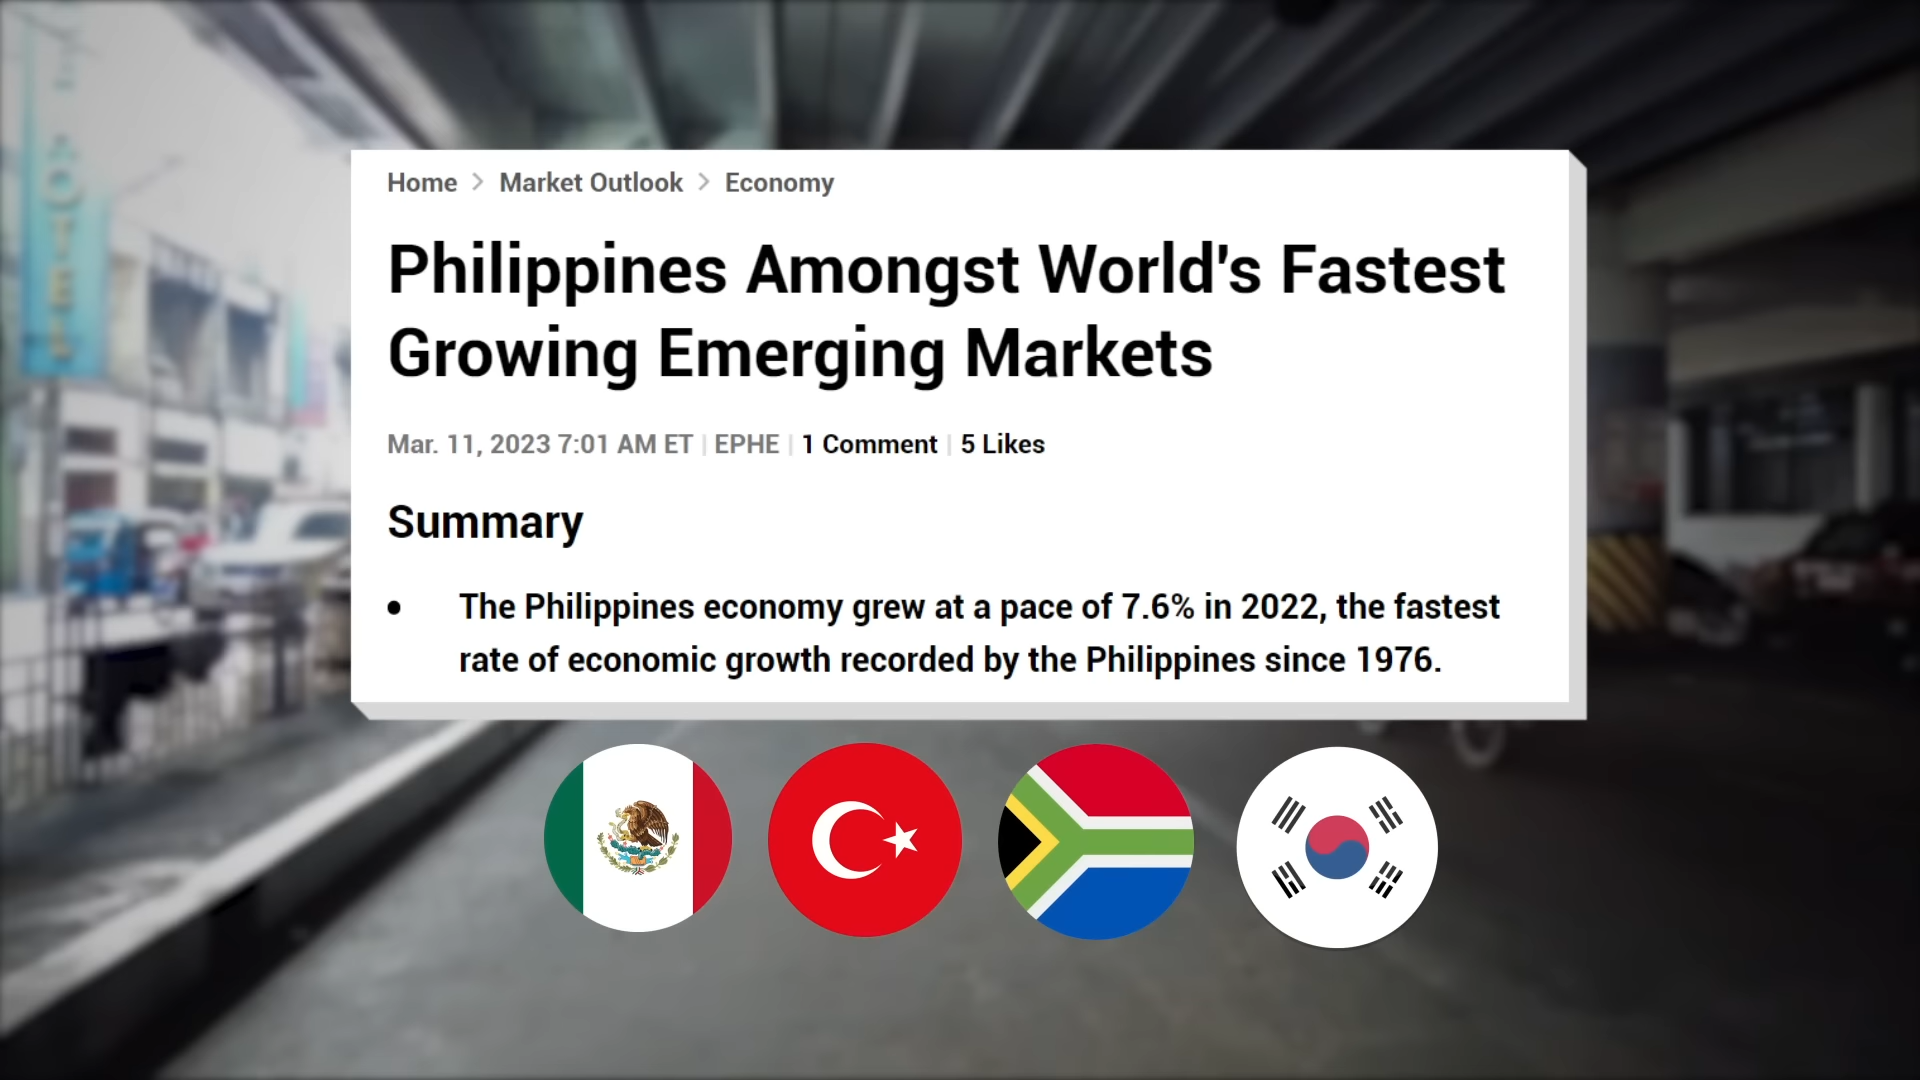 Home > Market Outlook > Economy
Philippines Amongst World's Fastest
Growing Emerging Markets
Mar. 11, 2023 7:01 AM ET | EPHE | 1 Comment | 5 Likes
Summary
• The Philippines economy grew at a pace of 7.6% in 2022, the fastest
rate of economic growth recorded by the Philippines since 1976.